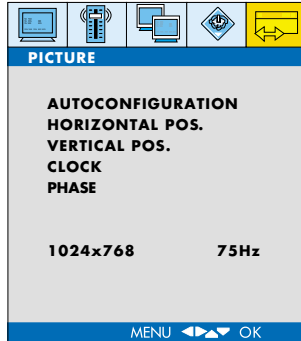 PICTURE
AUTOCONFIGURATION
HORIZONTAL POS.
VERTICAL POS.
CLOCK
PHASE
1024x768 75Hz
MENU OK